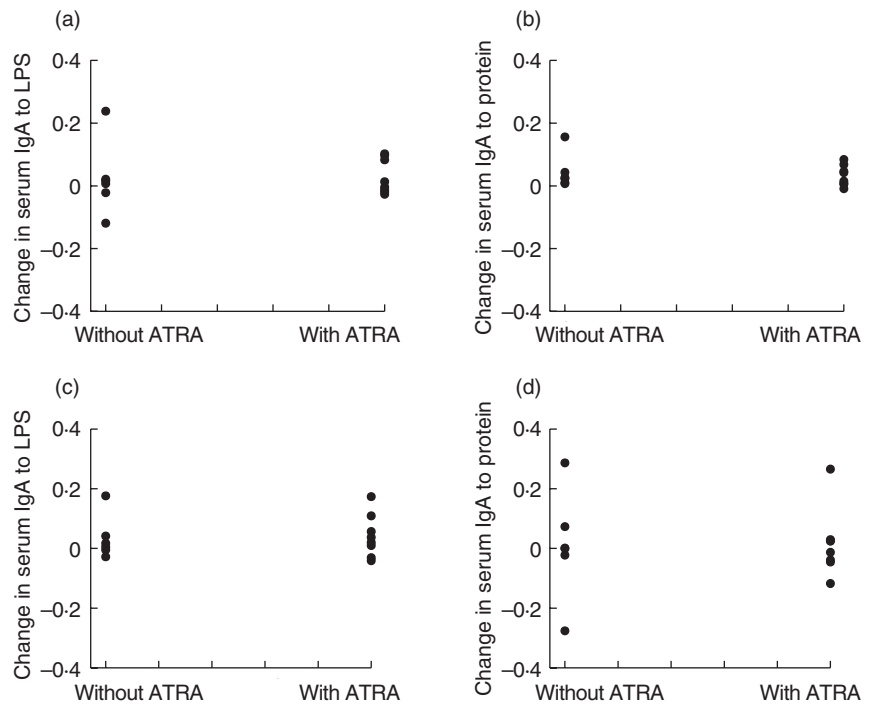 (a)
Change in serum IgA to LPS
0·4
0·2
0
–0·2
–0·4
Without ATRA
With ATRA
(b)
Change in serum IgA to protein
0·4
0·2
0
–0·2
–0·4
Without ATRA
With ATRA
(c)
Change in serum IgA to LPS
0·4
0·2
0
–0·2
–0·4
Without ATRA
With ATRA
(d)
Change in serum IgA to protein
0·4
0·2
0
–0·2
–0·4
Without ATRA
With ATRA